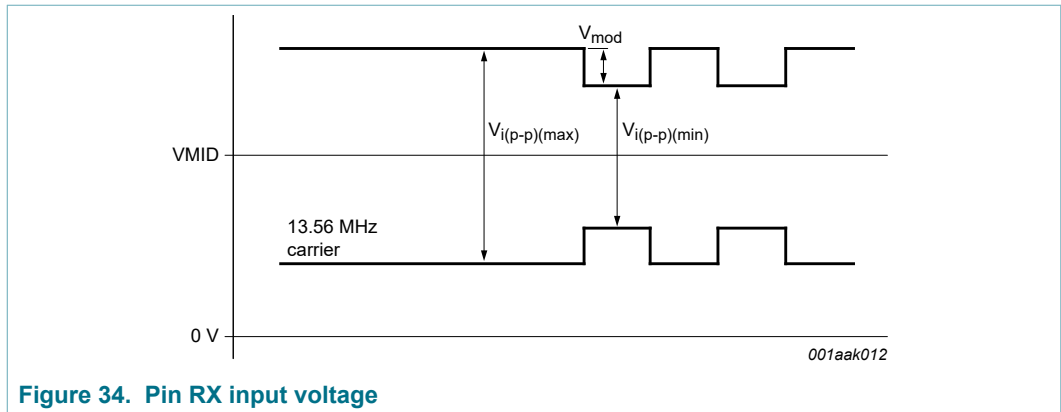 Vmod
Vi(p-p)(max)
Vi(p-p)(min)
VMID
13.56 MHz
carrier
0 V
001aak012
Figure 34. Pin RX input voltage